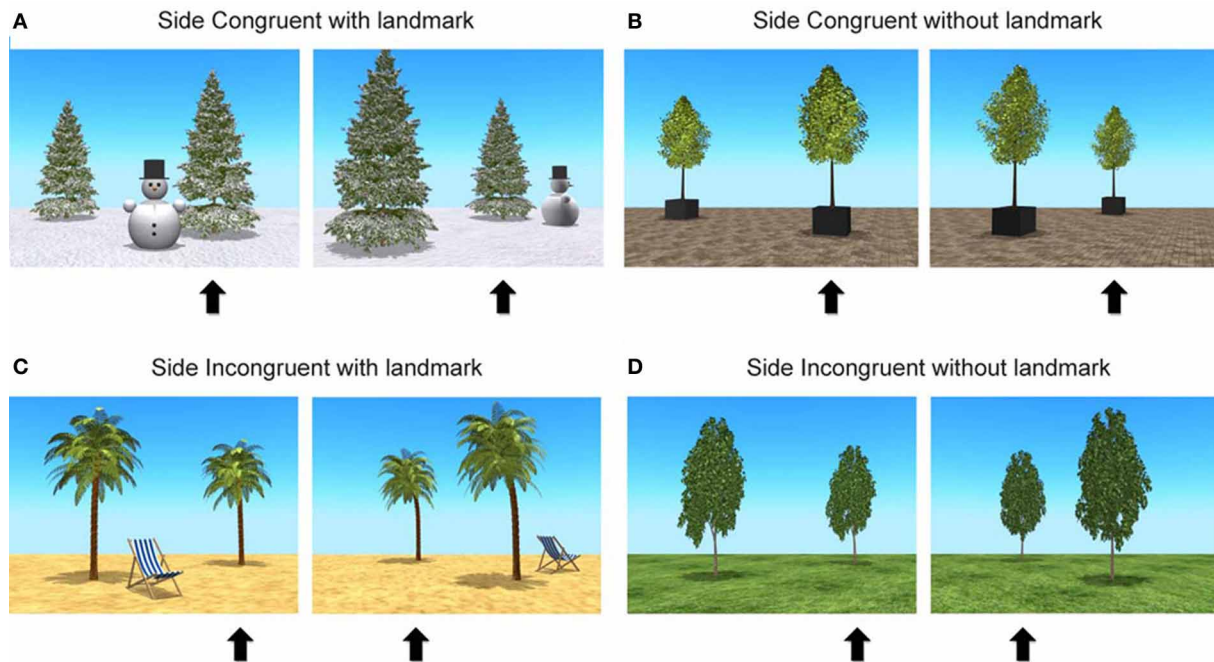 A
Side Congruent with landmark
B
Side Congruent without landmark
C
Side Incongruent with landmark
D
Side Incongruent without landmark